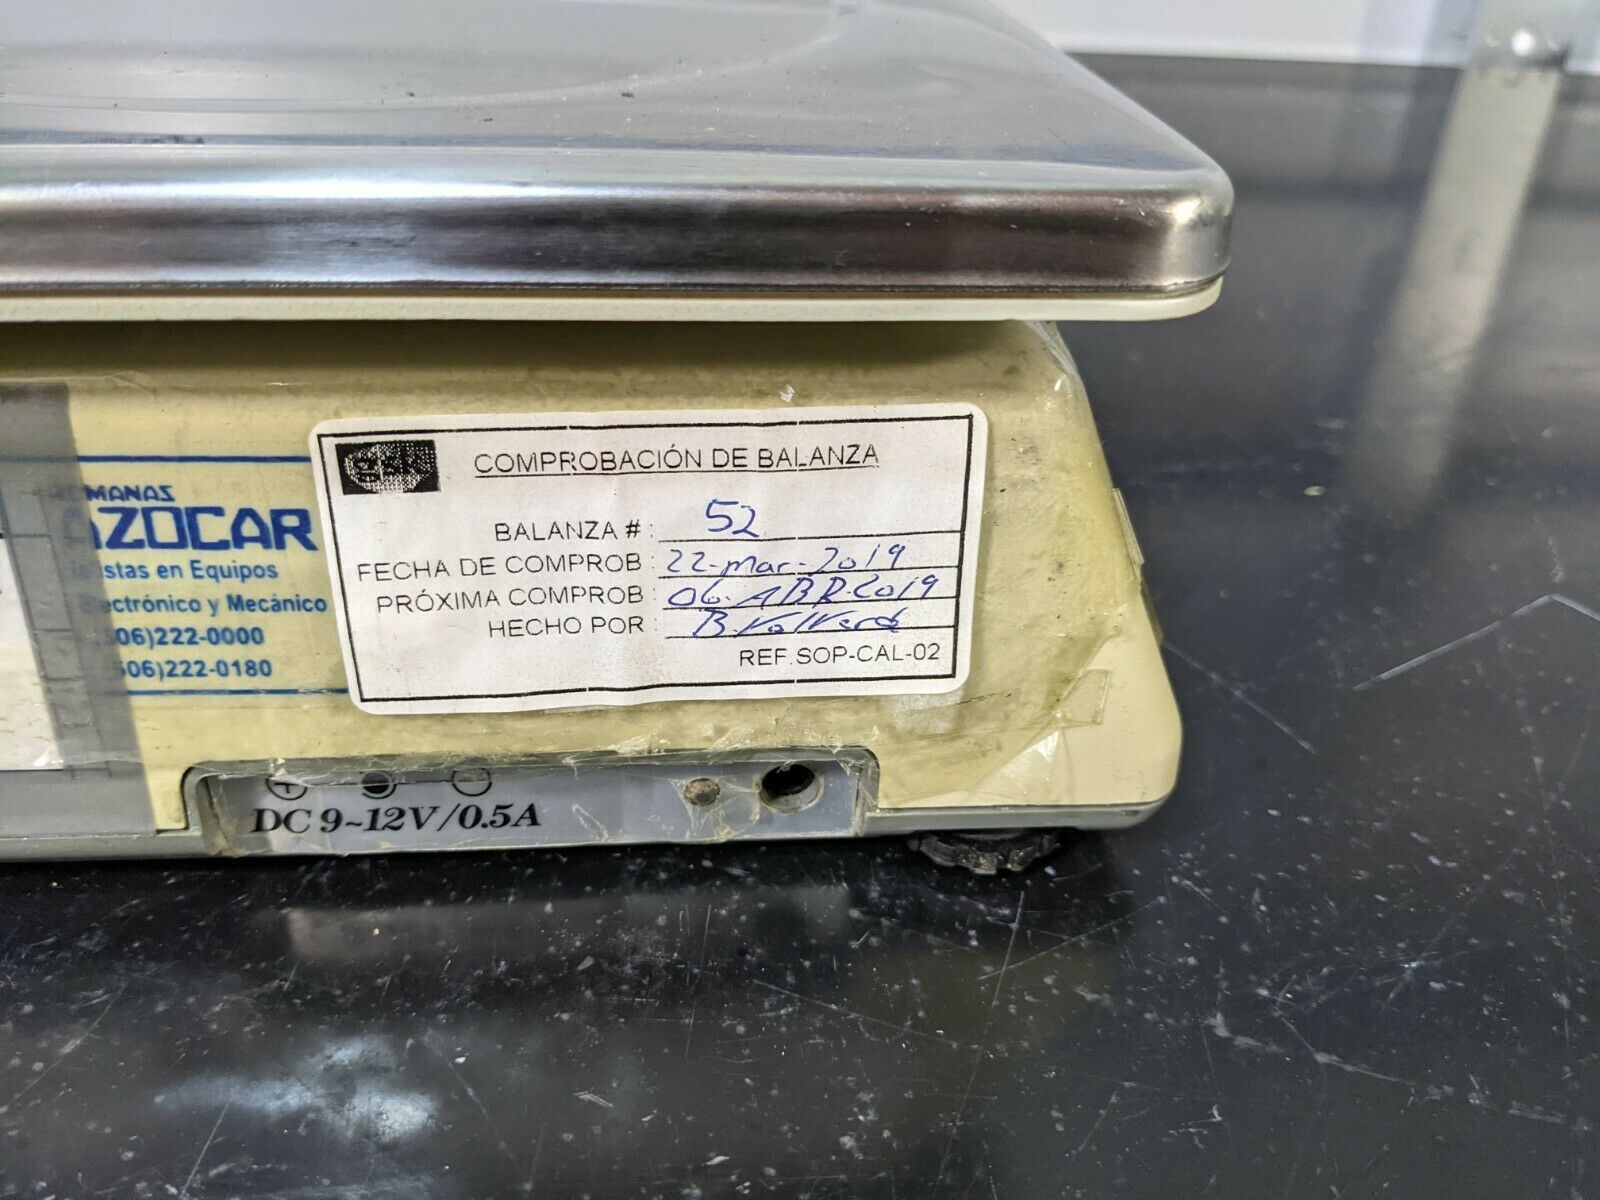 COMPROBACIÓN DE BALANZA
BALANZA # : 52
FECHA DE COMPROB : 22-Mar-2019
PRÓXIMA COMPROB : 06-ABR-2019
HECHO POR : B. Valverde
REF.SOP-CAL-02
MANAS
AZOCAR
istas en Equipos
ectrónico y Mecánico
506)222-0000
506)222-0180
DC 9~12V/0.5A